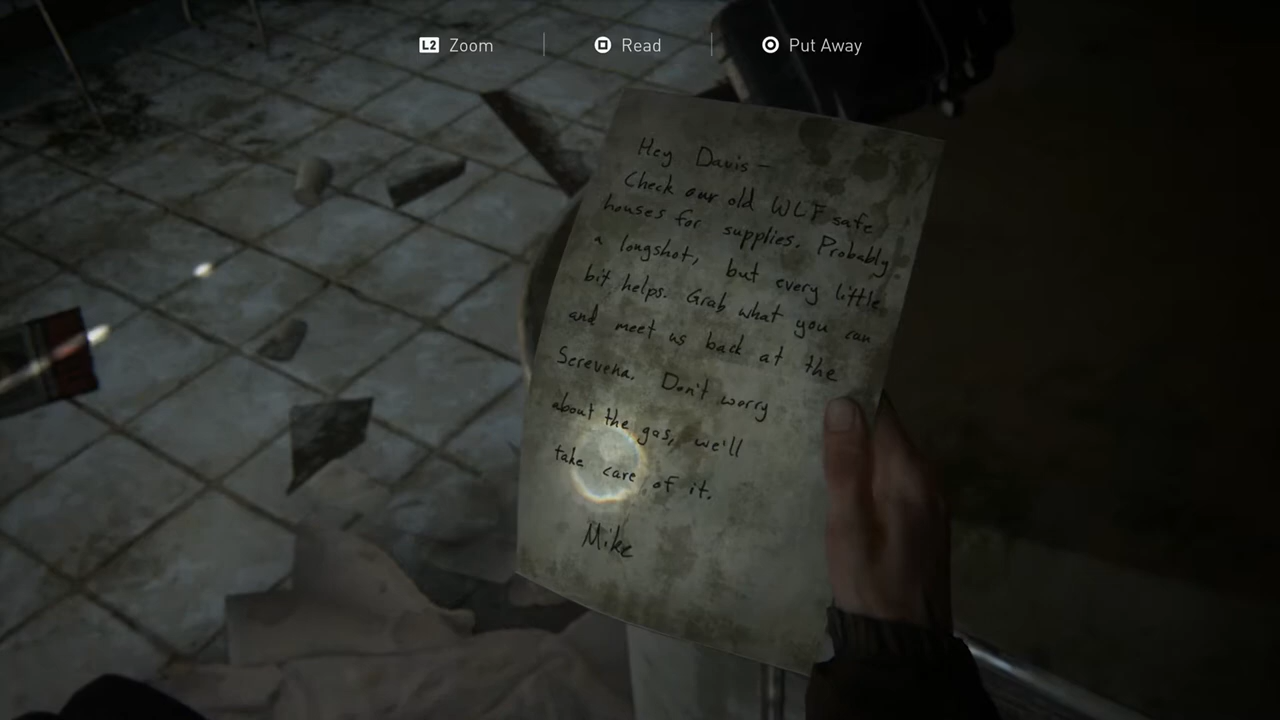 L2 Zoom Read Put Away
Hey Davis —
Check our old WLF safe
houses for supplies. Probably
a longshot, but every little
bit helps. Grab what you can
and meet us back at the
Serevena. Don't worry
about the gas, we'll
take care of it.
Mike